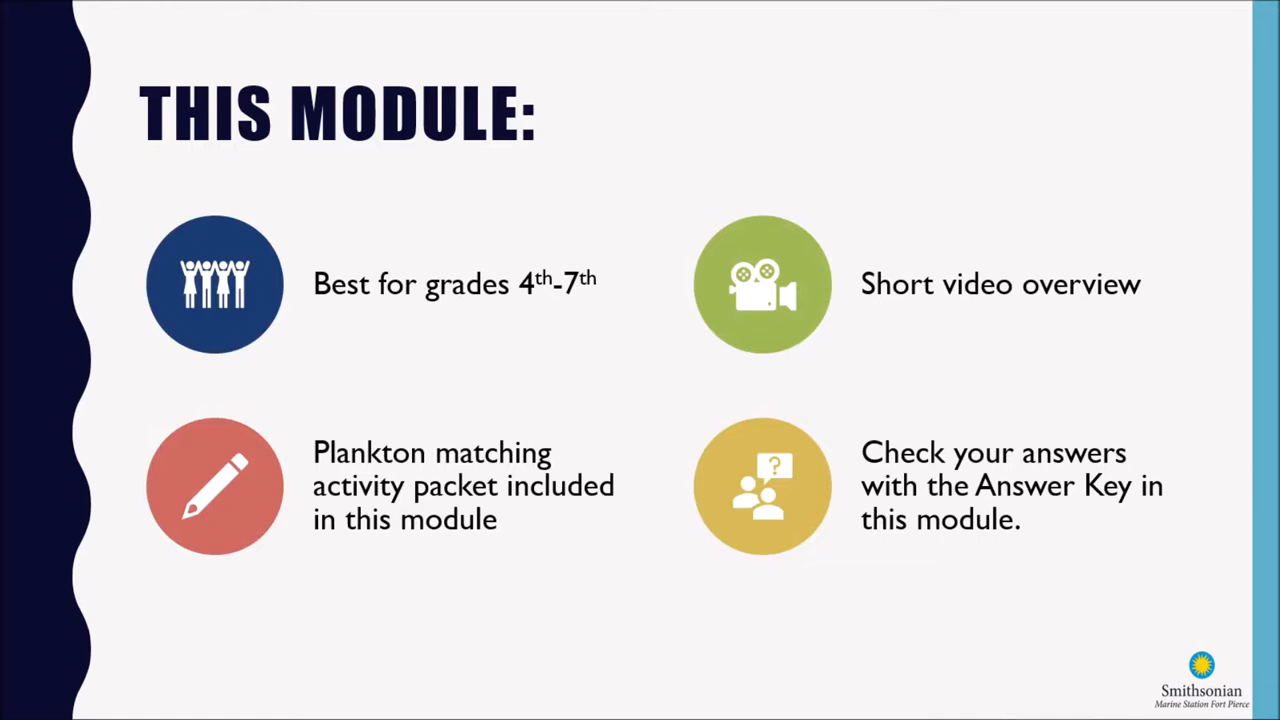 THIS MODULE:
Best for grades 4th-7th
Short video overview
Plankton matching
activity packet included
in this module
?
Check your answers
with the Answer Key in
this module.
Smithsonian
Marine Station Fort Pierce